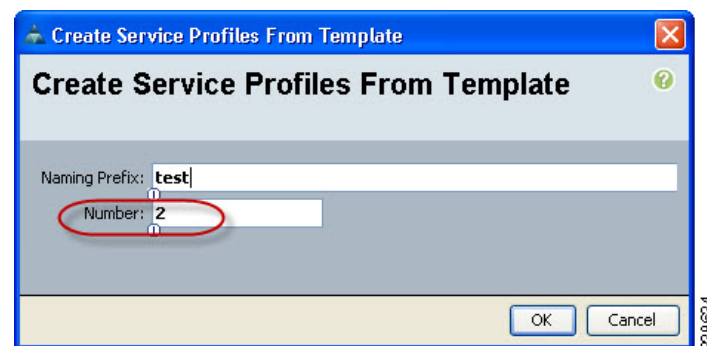 Create Service Profiles From Template
Create Service Profiles From Template
?
Naming Prefix: test
Number: 2
OK Cancel